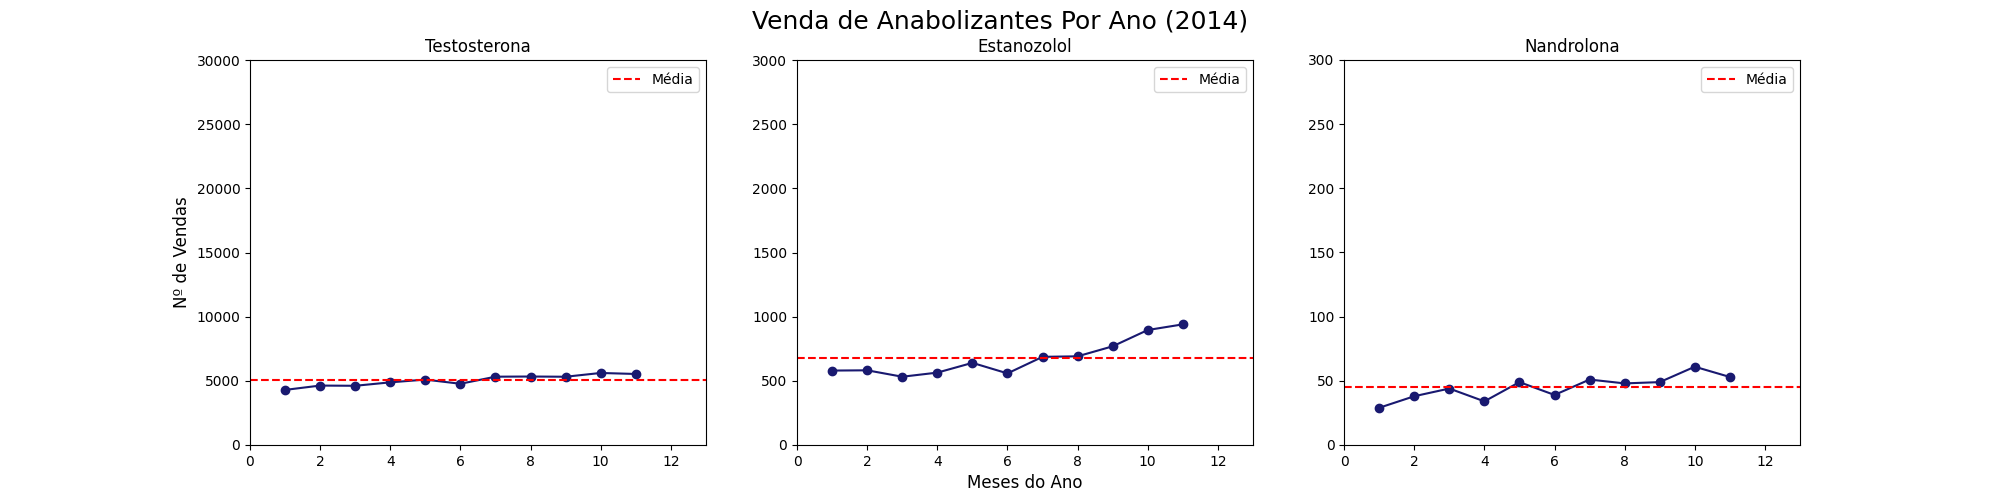 Venda de Anabolizantes Por Ano (2014)
Testosterona
Nº de Vendas
30000
25000
20000
15000
10000
5000
0
0 2 4 6 8 10 12
Média
Estanozolol
3000
2500
2000
1500
1000
500
0
0 2 4 6 8 10 12
Média
Meses do Ano
Nandrolona
300
250
200
150
100
50
0
0 2 4 6 8 10 12
Média